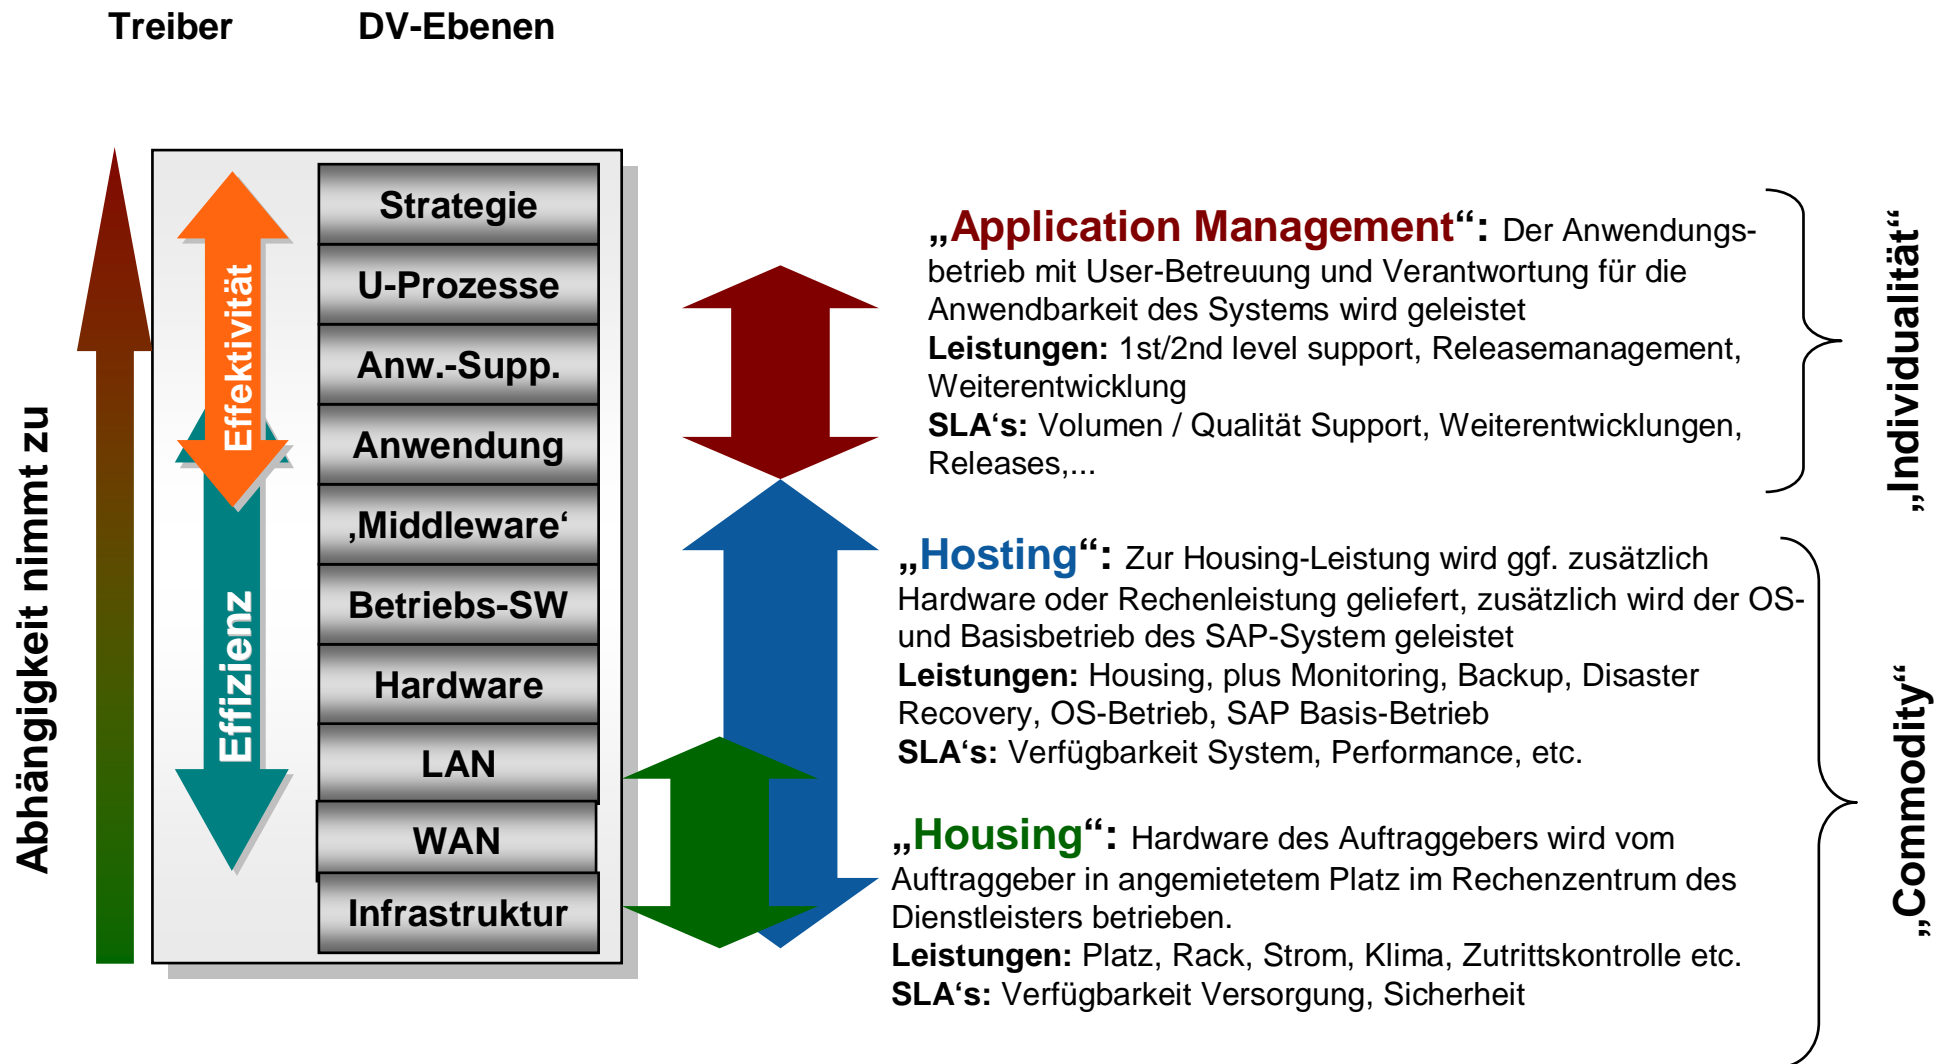 Treiber
DV-Ebenen
Abhängigkeit nimmt zu
Effektivität
Effizienz
Strategie
U-Prozesse
Anw.-Supp.
Anwendung
‚Middleware‘
Betriebs-SW
Hardware
LAN
WAN
Infrastruktur
„Application Management“: Der Anwendungs-
betrieb mit User-Betreuung und Verantwortung für die
Anwendbarkeit des Systems wird geleistet
Leistungen: 1st/2nd level support, Releasemanagement,
Weiterentwicklung
SLA‘s: Volumen / Qualität Support, Weiterentwicklungen,
Releases,...
„Hosting“: Zur Housing-Leistung wird ggf. zusätzlich
Hardware oder Rechenleistung geliefert, zusätzlich wird der OS-
und Basisbetrieb des SAP-System geleistet
Leistungen: Housing, plus Monitoring, Backup, Disaster
Recovery, OS-Betrieb, SAP Basis-Betrieb
SLA‘s: Verfügbarkeit System, Performance, etc.
„Housing“: Hardware des Auftraggebers wird vom
Auftraggeber in angemietetem Platz im Rechenzentrum des
Dienstleisters betrieben.
Leistungen: Platz, Rack, Strom, Klima, Zutrittskontrolle etc.
SLA‘s: Verfügbarkeit Versorgung, Sicherheit
„Individualität“
„Commodity“